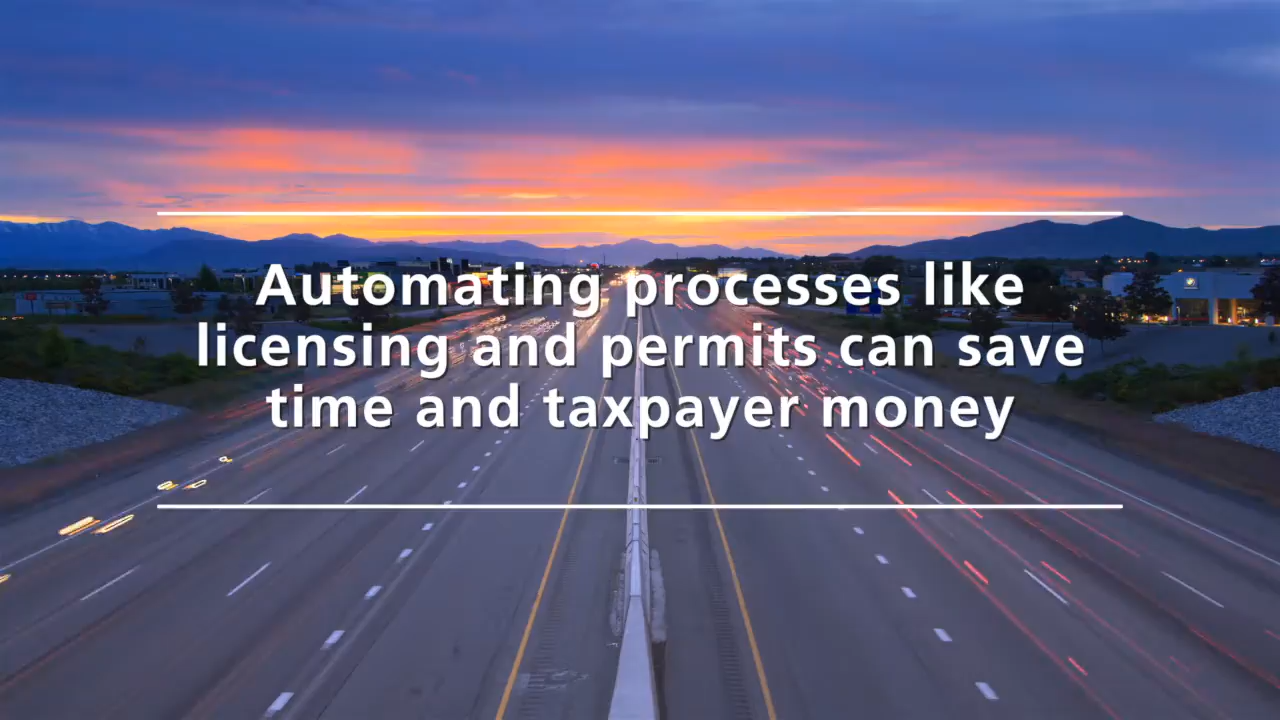 Automating processes like
licensing and permits can save
time and taxpayer money